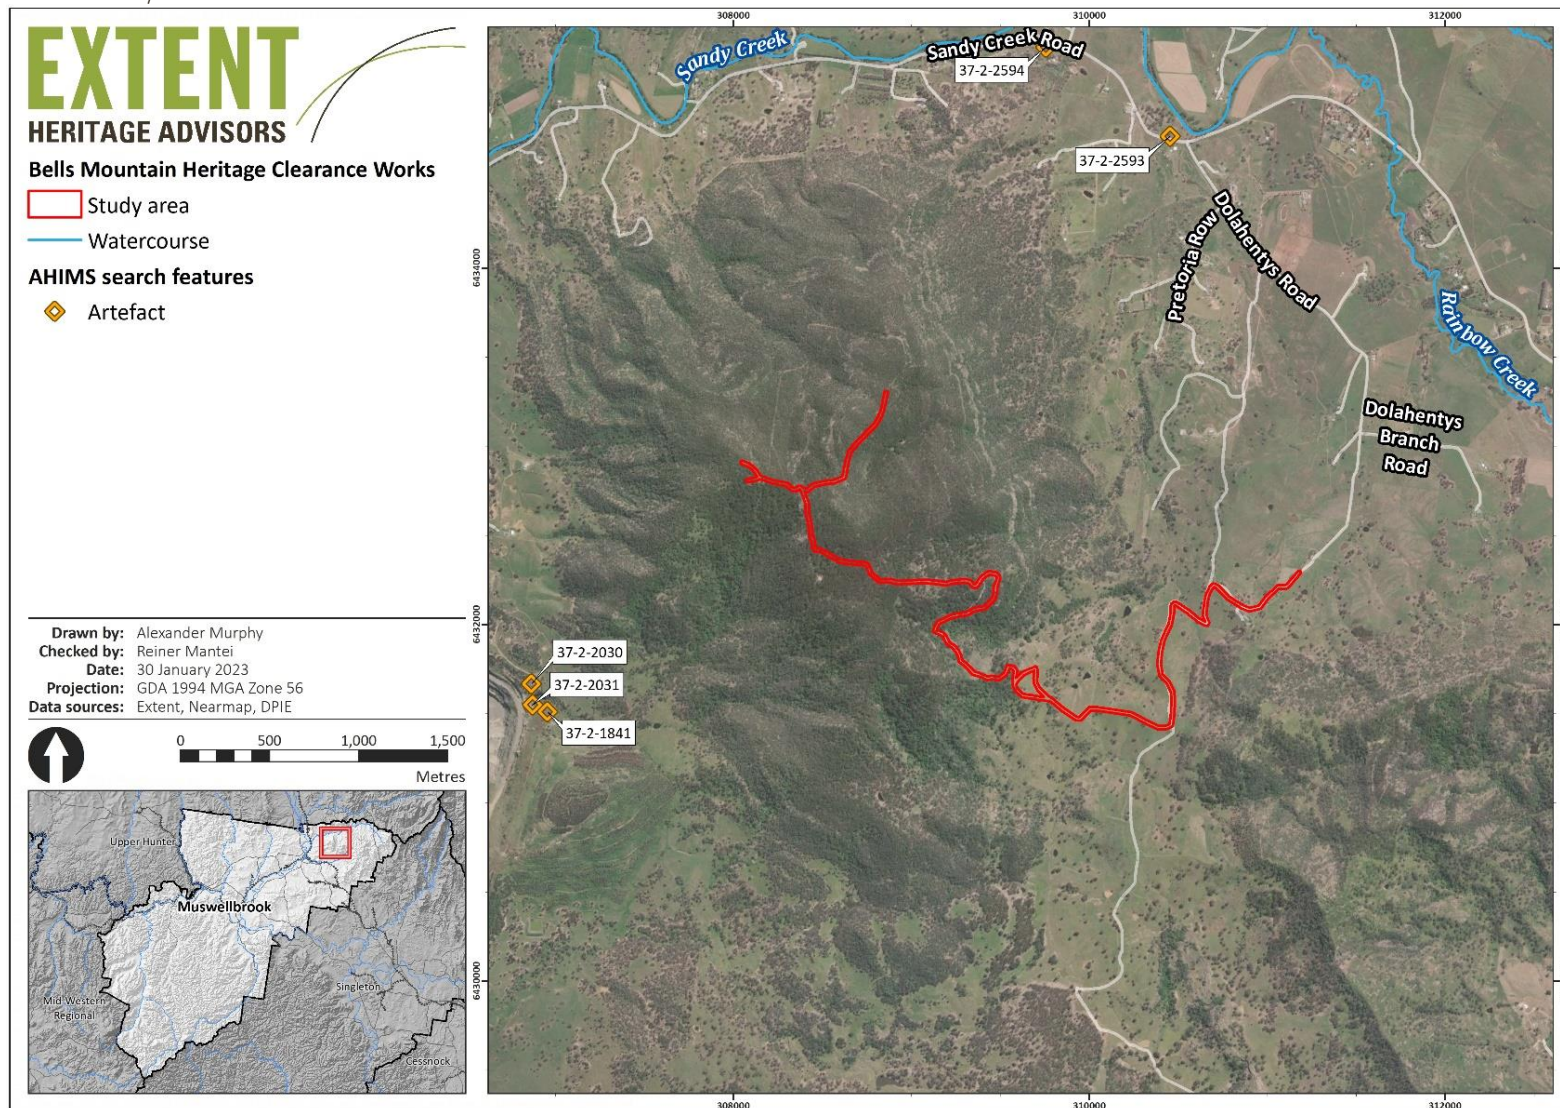 EXTENT
HERITAGE ADVISORS
Bells Mountain Heritage Clearance Works
Study area
Watercourse
AHIMS search features
Artefact
Drawn by: Alexander Murphy
Checked by: Reiner Mantei
Date: 30 January 2023
Projection: GDA 1994 MGA Zone 56
Data sources: Extent, Nearmap, DPIE
0 500 1,000 1,500
Metres
Upper Hunter
Muswellbrook
Mid-Western
Regional
Singleton
Cessnock
308000 310000 312000
Sandy Creek
Sandy Creek Road
37-2-2594
37-2-2593
6434000
Pretoria Row
Dolahentys Road
Rainbow Creek
Dolahentys
Branch
Road
6432000
37-2-2030
37-2-2031
37-2-1841
6430000
308000 310000 312000